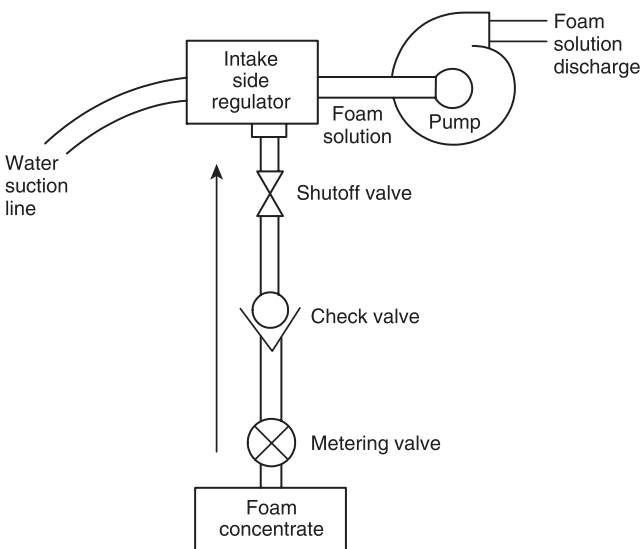 Foam
solution
discharge
Intake
side
regulator
Foam
solution
Pump
Water
suction
line
Shutoff valve
Check valve
Metering valve
Foam
concentrate